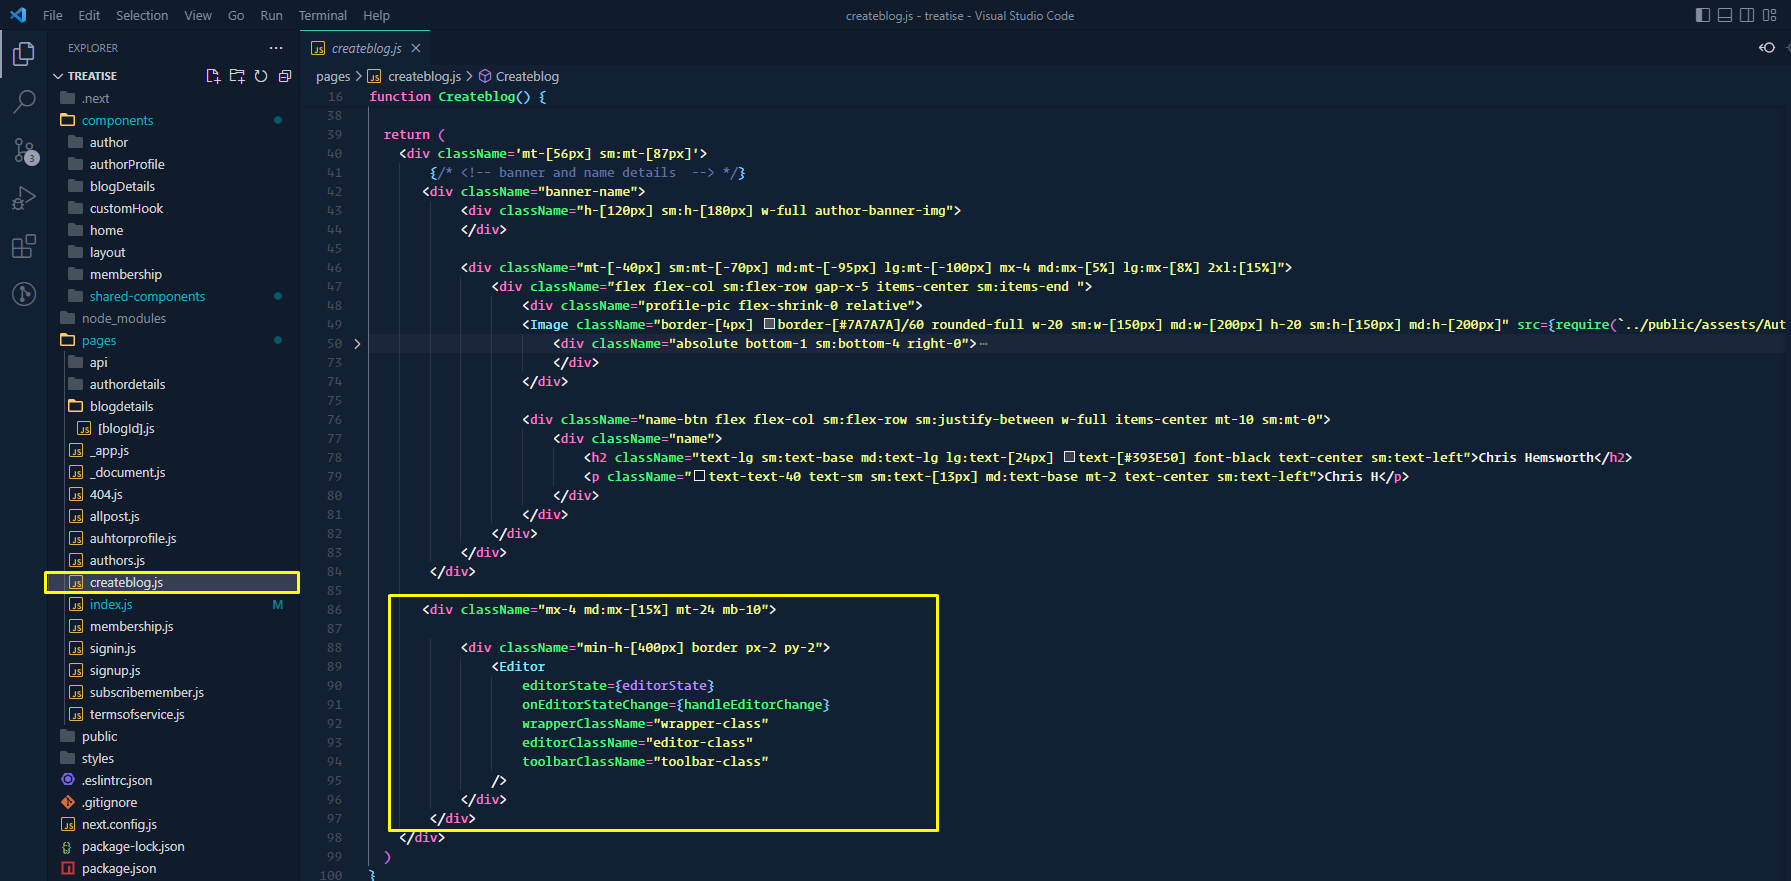 File Edit Selection View Go Run Terminal Help
createblog.js - treatise - Visual Studio Code
EXPLORER
TREATISE
.next
components
author
authorProfile
blogDetails
customHook
home
layout
membership
shared-components
node_modules
pages
api
authordetails
blogdetails
JS [blogId].js
JS _app.js
JS _document.js
JS 404.js
JS allpost.js
JS auhtorprofile.js
JS authors.js
JS createblog.js
JS index.js M
JS membership.js
JS signin.js
JS signup.js
JS subscribemember.js
JS termsofservice.js
public
styles
.eslintrc.json
.gitignore
JS next.config.js
package-lock.json
package.json
3
JS createblog.js
pages > JS createblog.js > Createblog
16 function Createblog() {
38
39 return (
40 <div className='mt-[56px] sm:mt-[87px]'>
41 {/* <!-- banner and name details --> */}
42 <div className="banner-name">
43 <div className="h-[120px] sm:h-[180px] w-full author-banner-img">
44 </div>
45
46 <div className="mt-[-40px] sm:mt-[-70px] md:mt-[-95px] lg:mt-[-100px] mx-4 md:mx-[5%] lg:mx-[8%] 2xl:[15%]">
47 <div className="flex flex-col sm:flex-row gap-x-5 items-center sm:items-end ">
48 <div className="profile-pic flex-shrink-0 relative">
49 <Image className="border-[4px] border-[#7A7A7A]/60 rounded-full w-20 sm:w-[150px] md:w-[200px] h-20 sm:h-[150px] md:h-[200px]" src={require(`../public/assests/Aut
50 <div className="absolute bottom-1 sm:bottom-4 right-0">⋯
73 </div>
74 </div>
75
76 <div className="name-btn flex flex-col sm:flex-row sm:justify-between w-full items-center mt-10 sm:mt-0">
77 <div className="name">
78 <h2 className="text-lg sm:text-base md:text-lg lg:text-[24px] text-[#393E50] font-black text-center sm:text-left">Chris Hemsworth</h2>
79 <p className="text-text-40 text-sm sm:text-[13px] md:text-base mt-2 text-center sm:text-left">Chris H</p>
80 </div>
81 </div>
82 </div>
83 </div>
84 </div>
85
86 <div className="mx-4 md:mx-[15%] mt-24 mb-10">
87
88 <div className="min-h-[400px] border px-2 py-2">
89 <Editor
90 editorState={editorState}
91 onEditorStateChange={handleEditorChange}
92 wrapperClassName="wrapper-class"
93 editorClassName="editor-class"
94 toolbarClassName="toolbar-class"
95 />
96 </div>
97 </div>
98 </div>
99 )
100 }